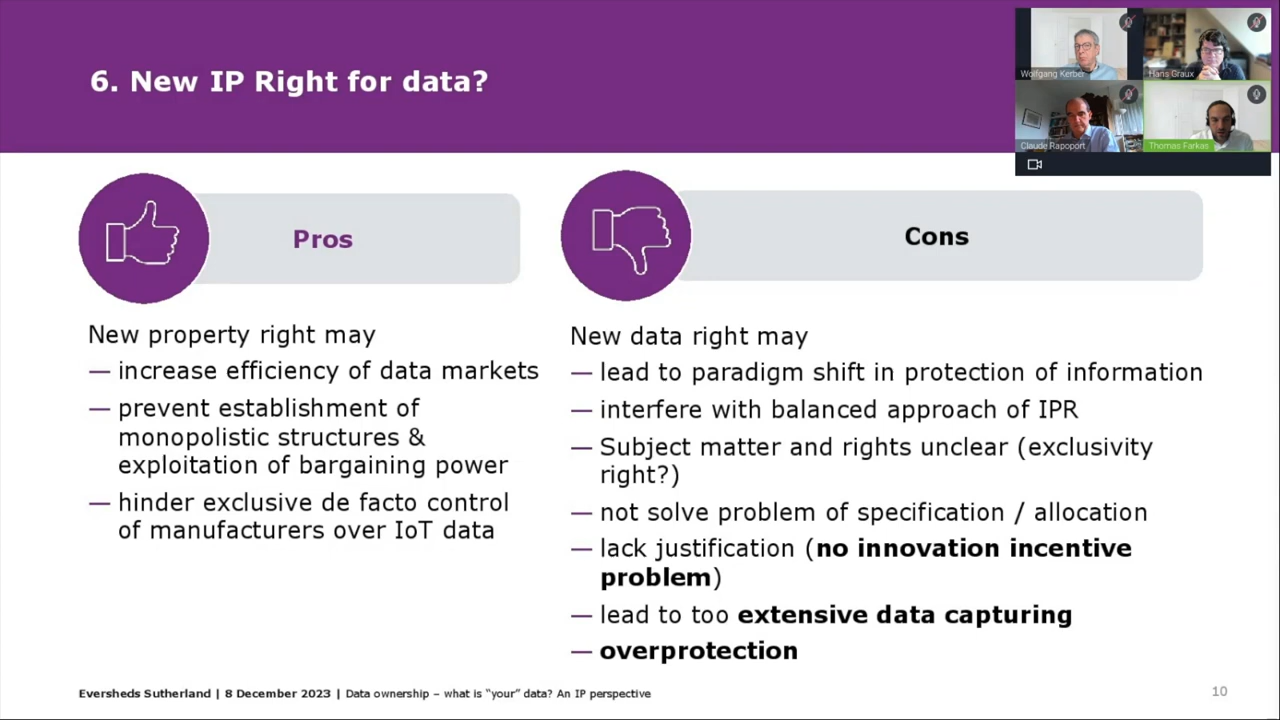 6. New IP Right for data?
Wolfgang Kerber
Hans Graux
Claude Rapoport
Thomas Farkas
Pros
New property right may
— increase efficiency of data markets
— prevent establishment of
monopolistic structures &
exploitation of bargaining power
— hinder exclusive de facto control
of manufacturers over IoT data
Cons
New data right may
— lead to paradigm shift in protection of information
— interfere with balanced approach of IPR
— Subject matter and rights unclear (exclusivity
right?)
— not solve problem of specification / allocation
— lack justification (no innovation incentive
problem)
— lead to too extensive data capturing
— overprotection
Eversheds Sutherland | 8 December 2023 | Data ownership – what is “your” data? An IP perspective
10